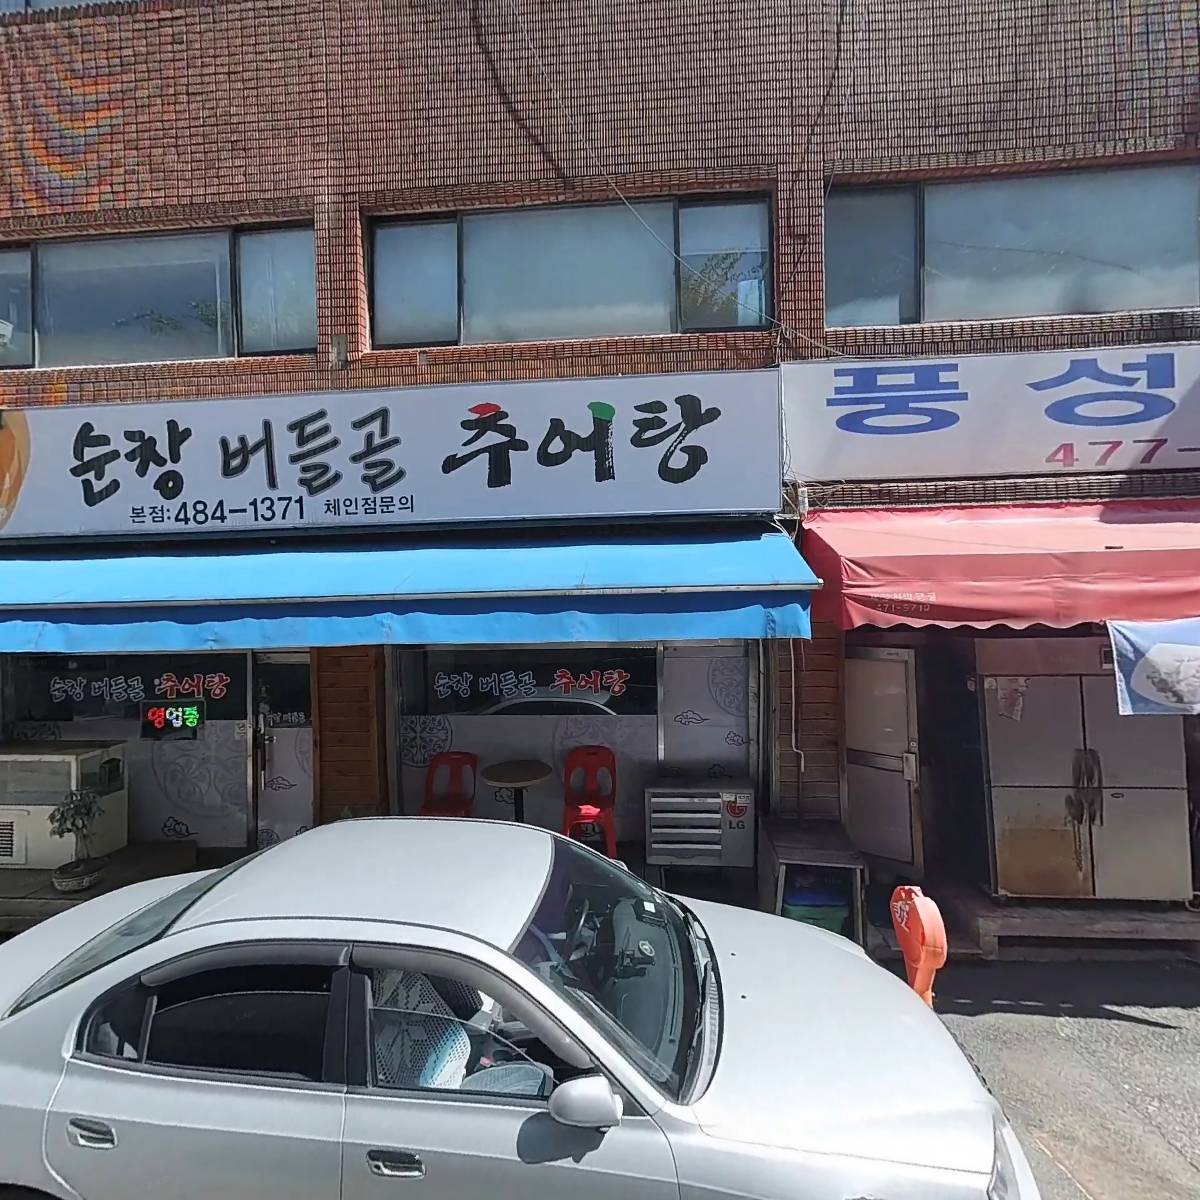 순창 버들골 추어탕
본점:484-1371 체인점문의
풍성
477-
471-5710
순창 버들골 추어탕
영업중
순창 버들골 추어탕
LG